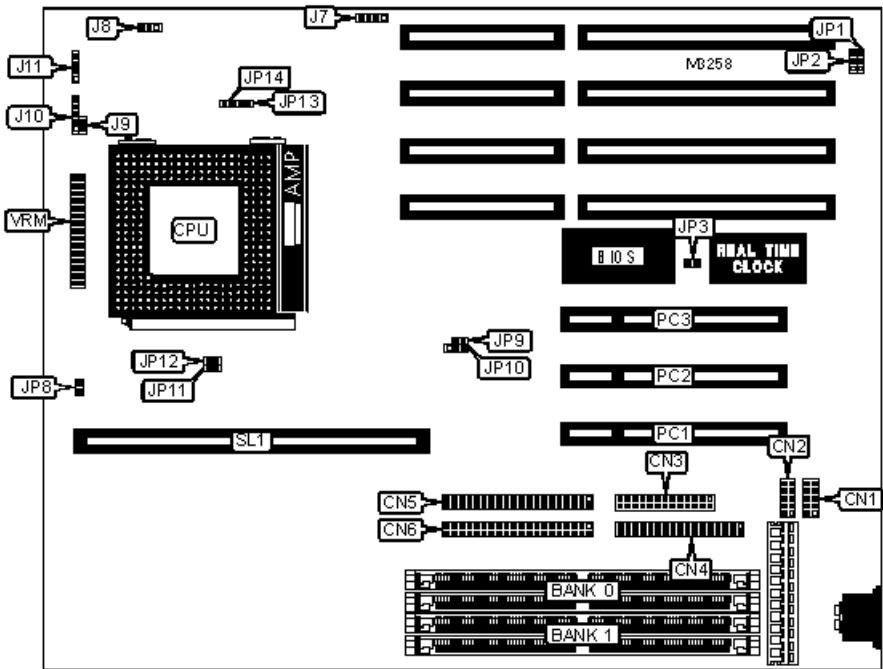 J8
J7
JP1
M3258
JP2
J11
JP14
JP13
J10
J9
AMP
VRM
CPU
JP3
BIOS
REAL TIME
CLOCK
PC3
JP9
JP12
JP10
PC2
JP8
JP11
SL1
PC1
CN2
CN3
CN5
CN1
CN6
CN4
BANK 0
BANK 1